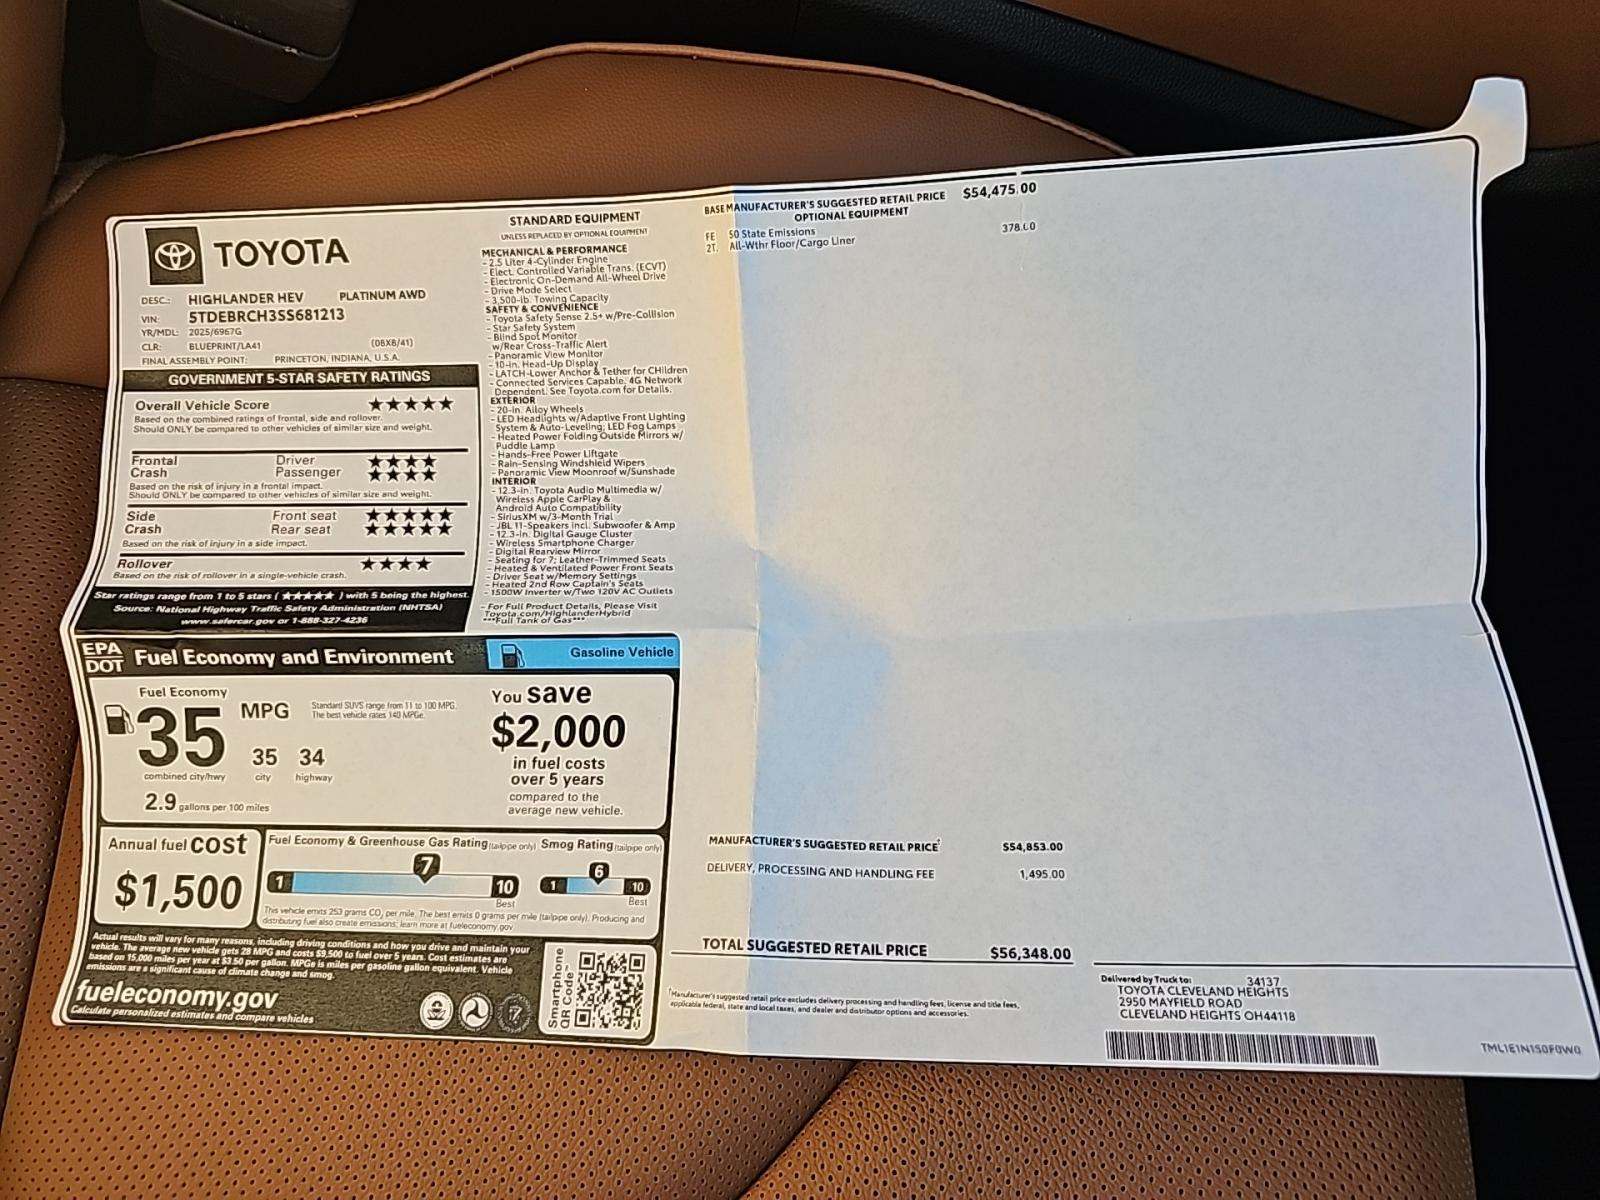 TOYOTA
DESC.: HIGHLANDER HEV PLATINUM AWD
VIN: 5TDEBRCH3SS681213
YR/MDL: 2025/6967G
CLR: BLUEPRINT/LA41 (08X8/41)
FINAL ASSEMBLY POINT: PRINCETON, INDIANA, U.S.A.
GOVERNMENT 5-STAR SAFETY RATINGS
Overall Vehicle Score ★★★★★
Based on the combined ratings of frontal, side and rollover.
Should ONLY be compared to other vehicles of similar size and weight.
Frontal Driver ★★★★
Crash Passenger ★★★★
Based on the risk of injury in a frontal impact.
Should ONLY be compared to other vehicles of similar size and weight.
Side Front seat ★★★★★
Crash Rear seat ★★★★★
Based on the risk of injury in a side impact.
Rollover ★★★★
Based on the risk of rollover in a single-vehicle crash.
Star ratings range from 1 to 5 stars (★★★★★) with 5 being the highest.
Source: National Highway Traffic Safety Administration (NHTSA)
www.safercar.gov or 1-888-327-4236
STANDARD EQUIPMENT
UNLESS REPLACED BY OPTIONAL EQUIPMENT
MECHANICAL & PERFORMANCE
- 2.5 Liter 4-Cylinder Engine
- Elect. Controlled Variable Trans. (ECVT)
- Electronic On-Demand All-Wheel Drive
- Drive Mode Select
- 3,500-lb. Towing Capacity
SAFETY & CONVENIENCE
- Toyota Safety Sense 2.5+ w/Pre-Collision
- Star Safety System
- Blind Spot Monitor
w/Rear Cross-Traffic Alert
- Panoramic View Monitor
- 10-in. Head-Up Display
- LATCH-Lower Anchor & Tether for CHildren
- Connected Services Capable. 4G Network
Dependent. See Toyota.com for Details.
EXTERIOR
- 20-in. Alloy Wheels
- LED Headlights w/Adaptive Front Lighting
System & Auto-Leveling; LED Fog Lamps
- Heated Power Folding Outside Mirrors w/
Puddle Lamp
- Hands-Free Power Liftgate
- Rain-Sensing Windshield Wipers
- Panoramic View Moonroof w/Sunshade
INTERIOR
- 12.3-in. Toyota Audio Multimedia w/
Wireless Apple CarPlay &
Android Auto Compatibility
- SiriusXM w/3-Month Trial
- JBL 11-Speakers incl. Subwoofer & Amp
- 12.3-in. Digital Gauge Cluster
- Wireless Smartphone Charger
- Digital Rearview Mirror
- Seating for 7; Leather-Trimmed Seats
- Heated & Ventilated Power Front Seats
- Driver Seat w/Memory Settings
- Heated 2nd Row Captain's Seats
- 1500W Inverter w/Two 120V AC Outlets
- For Full Product Details, Please Visit
Toyota.com/HighlanderHybrid
***Full Tank of Gas***
BASE MANUFACTURER'S SUGGESTED RETAIL PRICE $54,475.00
OPTIONAL EQUIPMENT
FE 50 State Emissions
2T. All-Wthr Floor/Cargo Liner 378.00
EPA
DOT
Fuel Economy and Environment
Gasoline Vehicle
Fuel Economy
35 MPG
Standard SUVS range from 11 to 100 MPG.
The best vehicle rates 140 MPGe.
35 34
combined city/hwy city highway
2.9 gallons per 100 miles
You save
$2,000
in fuel costs
over 5 years
compared to the
average new vehicle.
Annual fuel cost
$1,500
Fuel Economy & Greenhouse Gas Rating (tailpipe only)
1 7 10
Best
Smog Rating (tailpipe only)
1 6 10
Best
This vehicle emits 253 grams CO2 per mile. The best emits 0 grams per mile (tailpipe only). Producing and
distributing fuel also create emissions; learn more at fueleconomy.gov
Actual results will vary for many reasons, including driving conditions and how you drive and maintain your
vehicle. The average new vehicle gets 28 MPG and costs $9,500 to fuel over 5 years. Cost estimates are
based on 15,000 miles per year at $3.50 per gallon. MPGe is miles per gasoline gallon equivalent. Vehicle
emissions are a significant cause of climate change and smog.
fueleconomy.gov
Calculate personalized estimates and compare vehicles
Smartphone
QR Code™
MANUFACTURER'S SUGGESTED RETAIL PRICE† $54,853.00
DELIVERY, PROCESSING AND HANDLING FEE 1,495.00
TOTAL SUGGESTED RETAIL PRICE $56,348.00
†Manufacturer's suggested retail price excludes delivery processing and handling fees, license and title fees,
applicable federal, state and local taxes, and dealer and distributor options and accessories.
Delivered by Truck to: 34137
TOYOTA CLEVELAND HEIGHTS
2950 MAYFIELD ROAD
CLEVELAND HEIGHTS OH44118
TML1E1N1S0F0W0